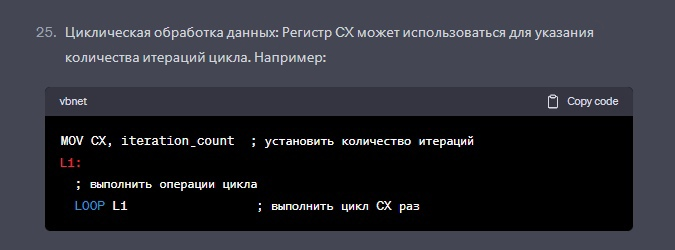 25. Циклическая обработка данных: Регистр CX может использоваться для указания
количества итераций цикла. Например:
vbnet Copy code
MOV CX, iteration_count ; установить количество итераций
L1:
; выполнить операции цикла
LOOP L1 ; выполнить цикл CX раз